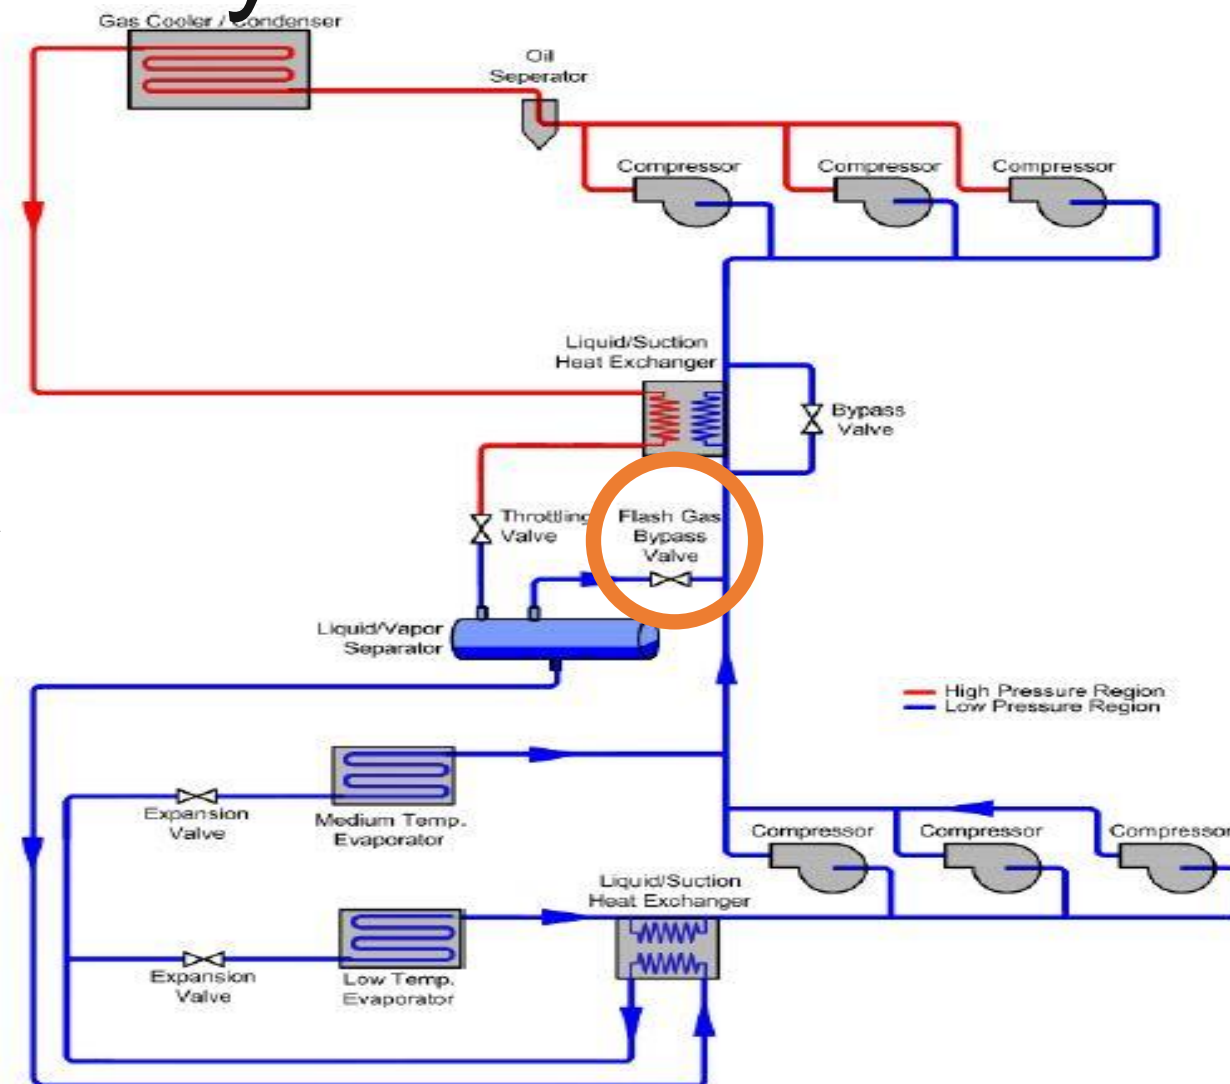 Gas Cooler / Condenser
Oil
Seperator
Compressor
Compressor
Compressor
Liquid/Suction
Heat Exchanger
Bypass
Valve
Throttling
Valve
Flash Gas
Bypass
Valve
Liquid/Vapor
Separator
High Pressure Region
Low Pressure Region
Expansion
Valve
Medium Temp.
Evaporator
Compressor
Compressor
Compressor
Liquid/Suction
Heat Exchanger
Expansion
Valve
Low Temp.
Evaporator